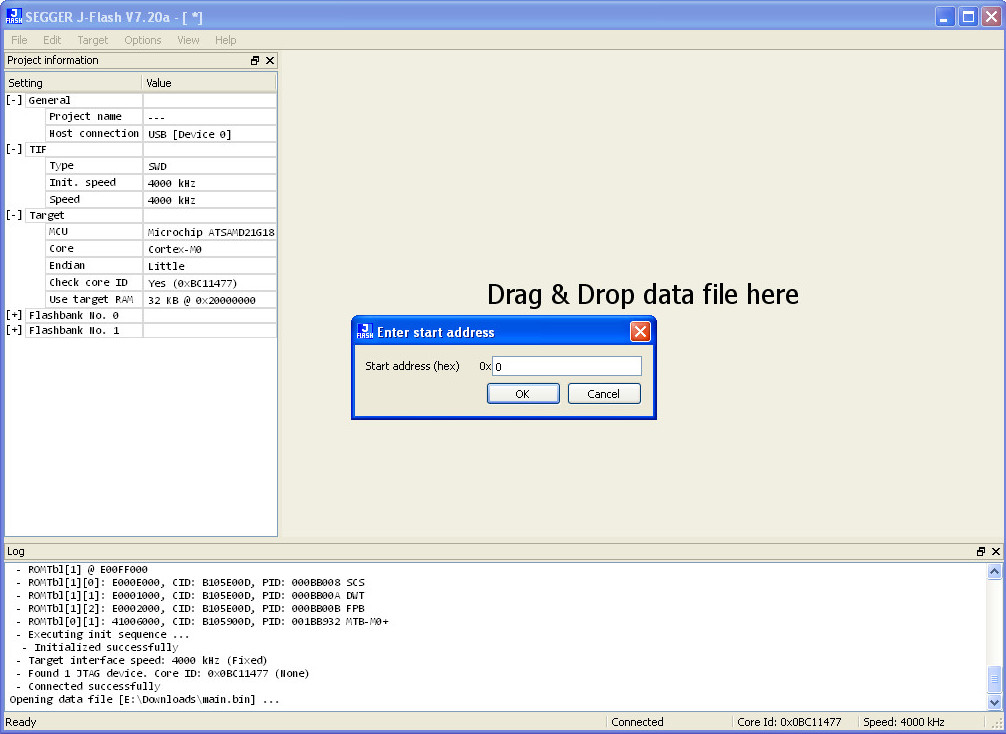 SEGGER J-Flash V7.20a - [ *]
File Edit Target Options View Help
Project information
Setting Value
[-] General
Project name ---
Host connection USB [Device 0]
[-] TIF
Type SWD
Init. speed 4000 kHz
Speed 4000 kHz
[-] Target
MCU Microchip ATSAMD21G18
Core Cortex-M0
Endian Little
Check core ID Yes (0xBC11477)
Use target RAM 32 KB @ 0x20000000
[+] Flashbank No. 0
[+] Flashbank No. 1
Drag & Drop data file here
J FLASH Enter start address
Start address (hex) 0x 0
OK Cancel
Log
- ROMTbl[1] @ E00FF000
- ROMTbl[1][0]: E000E000, CID: B105E00D, PID: 000BB008 SCS
- ROMTbl[1][1]: E0001000, CID: B105E00D, PID: 000BB00A DWT
- ROMTbl[1][2]: E0002000, CID: B105E00D, PID: 000BB00B FPB
- ROMTbl[0][1]: 41006000, CID: B105900D, PID: 001BB932 MTB-M0+
- Executing init sequence ...
- Initialized successfully
- Target interface speed: 4000 kHz (Fixed)
- Found 1 JTAG device. Core ID: 0x0BC11477 (None)
- Connected successfully
Opening data file [E:\Downloads\main.bin] ...
Ready Connected Core Id: 0x0BC11477 Speed: 4000 kHz